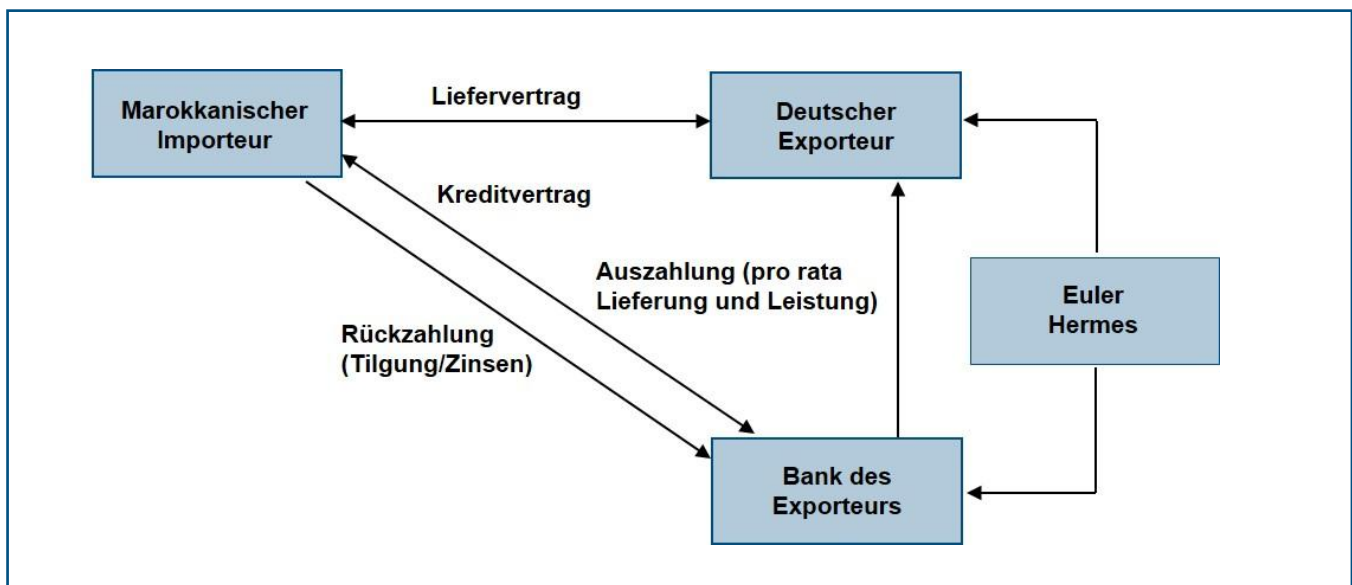 Marokkanischer
Importeur
Liefervertrag
Deutscher
Exporteur
Kreditvertrag
Auszahlung (pro rata
Lieferung und Leistung)
Euler
Hermes
Rückzahlung
(Tilgung/Zinsen)
Bank des
Exporteurs